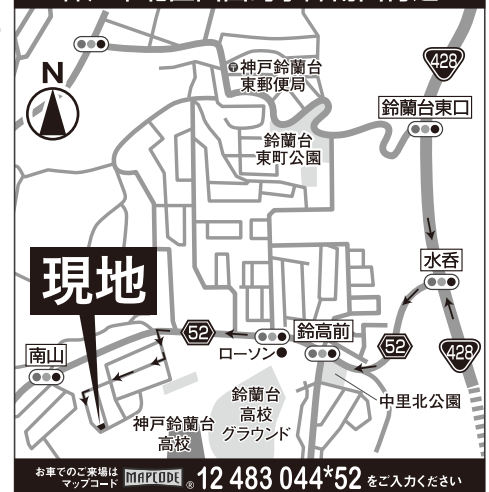 428
N
神戸鈴蘭台
東郵便局
鈴蘭台東口
鈴蘭台
東町公園
水呑
現地
52
鈴高前
南山
ローソン
52
428
中里北公園
鈴蘭台
高校
グラウンド
神戸鈴蘭台
高校
お車でのご来場は
マップコード
MAPCODE ® 12 483 044*52 をご入力ください